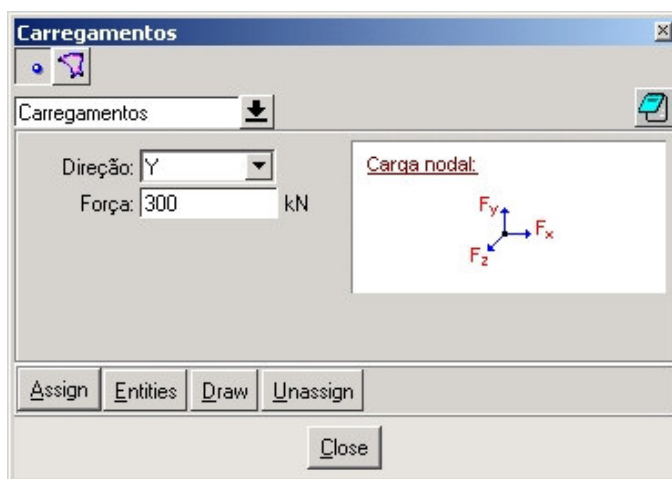 Carregamentos
Carregamentos
Direção: Y
Força: 300 kN
Carga nodal:
Fy
Fx
Fz
Assign Entities Draw Unassign
Close